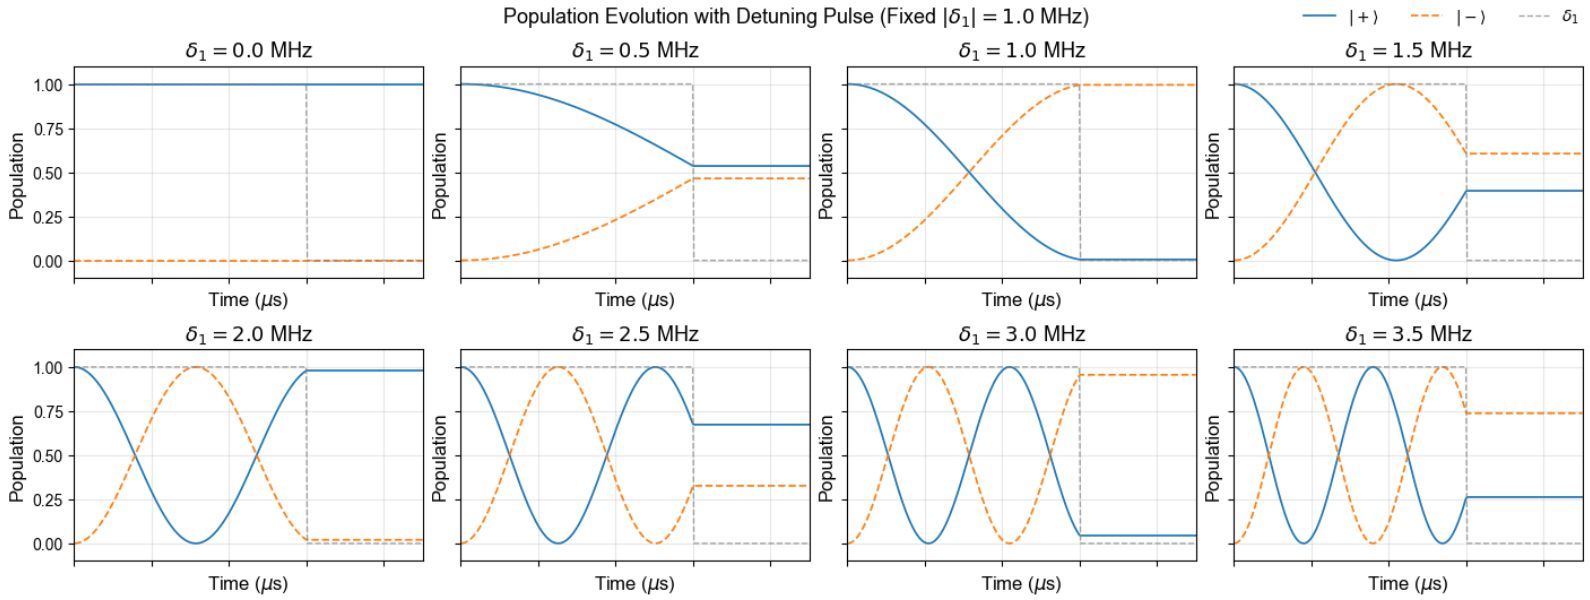 Population Evolution with Detuning Pulse (Fixed |δ₁| = 1.0 MHz)
|+⟩ |−⟩ δ₁
δ₁ = 0.0 MHz
1.00
0.75
0.50
0.25
0.00
Population
Time (μs)
δ₁ = 0.5 MHz
Population
Time (μs)
δ₁ = 1.0 MHz
Population
Time (μs)
δ₁ = 1.5 MHz
Population
Time (μs)
δ₁ = 2.0 MHz
1.00
0.75
0.50
0.25
0.00
Population
Time (μs)
δ₁ = 2.5 MHz
Population
Time (μs)
δ₁ = 3.0 MHz
Population
Time (μs)
δ₁ = 3.5 MHz
Population
Time (μs)